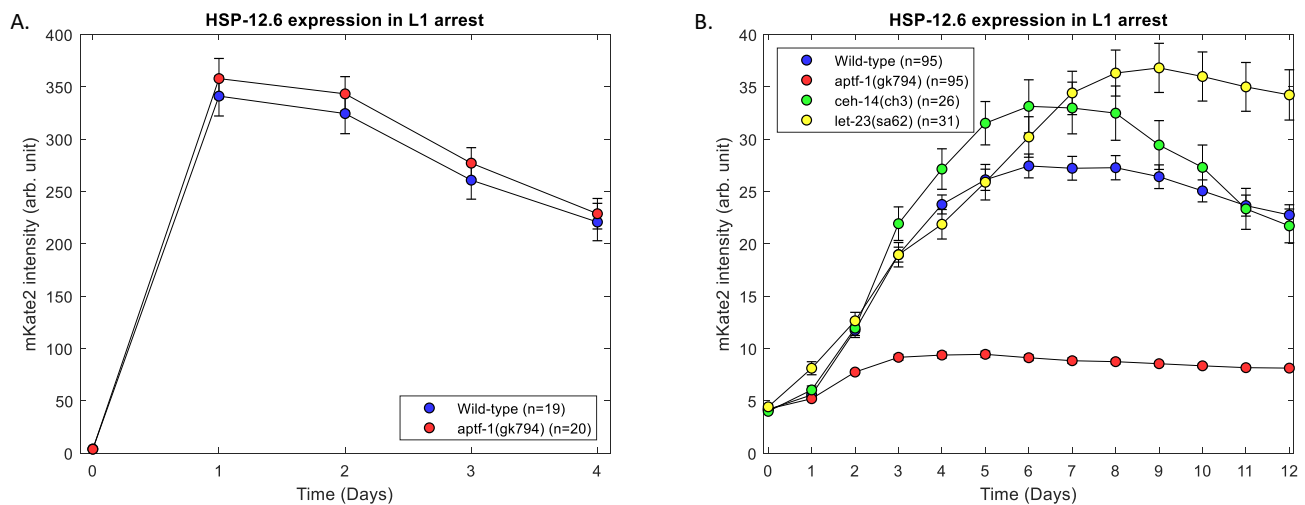 A.
HSP-12.6 expression in L1 arrest
mKate2 intensity (arb. unit)
400
350
300
250
200
150
100
50
0
Wild-type (n=19)
aptf-1(gk794) (n=20)
0 1 2 3 4
Time (Days)
B.
HSP-12.6 expression in L1 arrest
mKate2 intensity (arb. unit)
40
35
30
25
20
15
10
5
0
Wild-type (n=95)
aptf-1(gk794) (n=95)
ceh-14(ch3) (n=26)
let-23(sa62) (n=31)
0 1 2 3 4 5 6 7 8 9 10 11 12
Time (Days)